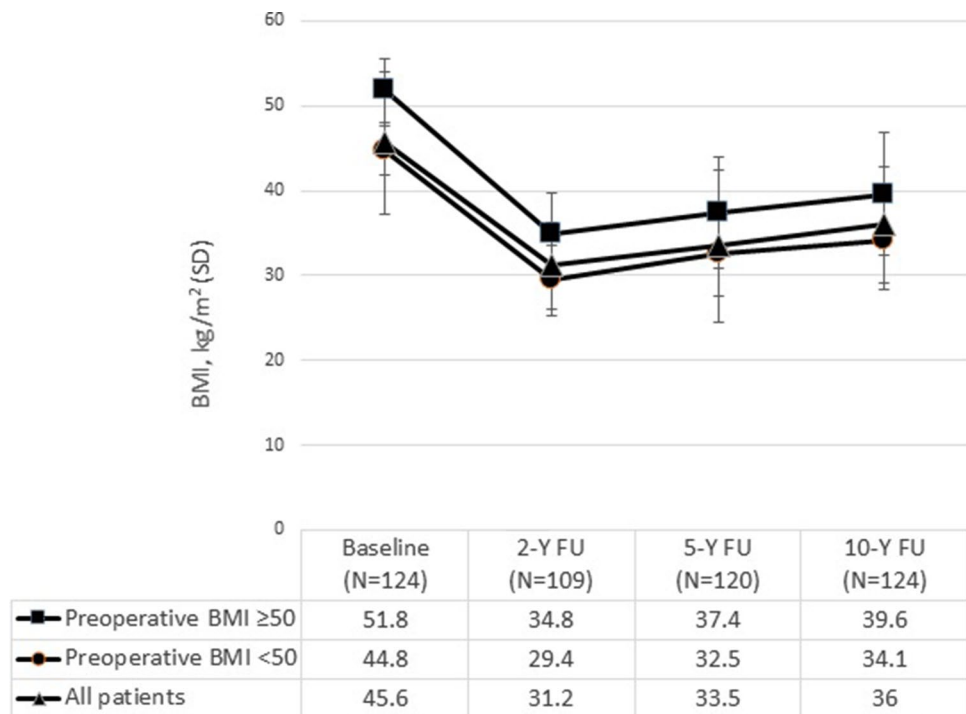 60
50
40
30
20
10
0
BMI, kg/m² (SD)
Baseline 2-Y FU 5-Y FU 10-Y FU
(N=124) (N=109) (N=120) (N=124)
Preoperative BMI ≥50 51.8 34.8 37.4 39.6
Preoperative BMI <50 44.8 29.4 32.5 34.1
All patients 45.6 31.2 33.5 36